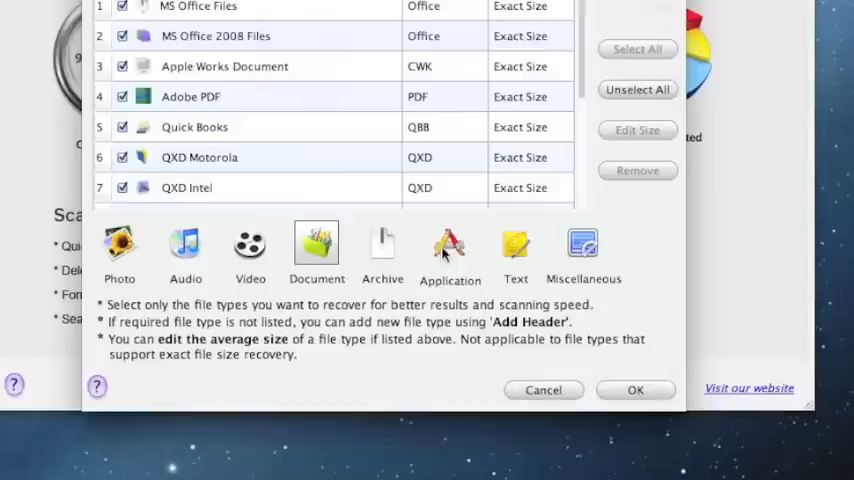 1 MS Office Files Office Exact Size
2 MS Office 2008 Files Office Exact Size
3 Apple Works Document CWK Exact Size
4 Adobe PDF PDF Exact Size
5 Quick Books QBB Exact Size
6 QXD Motorola QXD Exact Size
7 QXD Intel QXD Exact Size
Select All
Unselect All
Edit Size
Remove
ted
Sca
* Qui
* Del
* For
* Sea
Photo Audio Video Document Archive Application Text Miscellaneous
* Select only the file types you want to recover for better results and scanning speed.
* If required file type is not listed, you can add new file type using 'Add Header'.
* You can edit the average size of a file type if listed above. Not applicable to file types that
support exact file size recovery.
? ? Cancel OK Visit our website